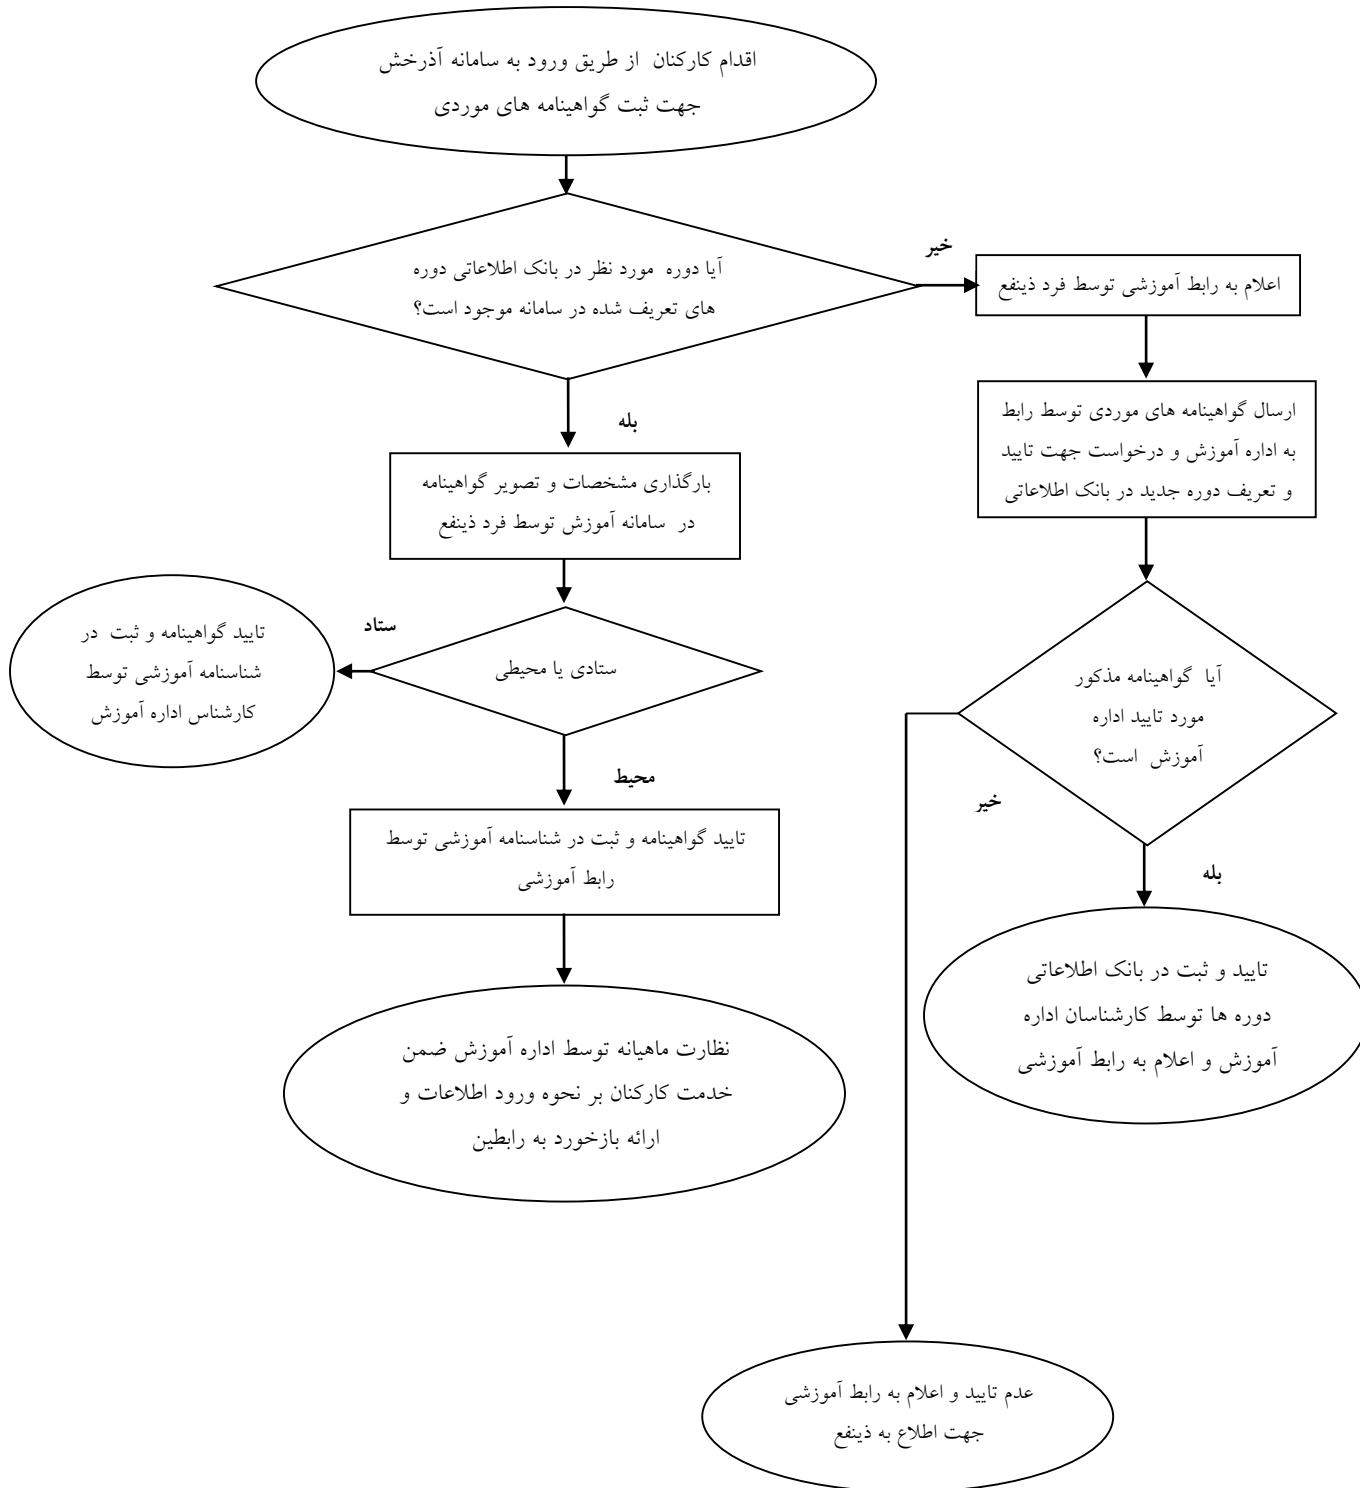 اقدام کارکنان از طریق ورود به سامانه آذرخش
جهت ثبت گواهینامه های موردی
آیا دوره مورد نظر در بانک اطلاعاتی دوره
های تعریف شده در سامانه موجود است؟
خیر
اعلام به رابط آموزشی توسط فرد ذینفع
ارسال گواهینامه های موردی توسط رابط
به اداره آموزش و درخواست جهت تایید
و تعریف دوره جدید در بانک اطلاعاتی
بله
بارگذاری مشخصات و تصویر گواهینامه
در سامانه آموزش توسط فرد ذینفع
ستادی یا محیطی
ستاد
تایید گواهینامه و ثبت در
شناسنامه آموزشی توسط
کارشناس اداره آموزش
آیا گواهینامه مذکور
مورد تایید اداره
آموزش است؟
محیط
خیر
تایید گواهینامه و ثبت در شناسنامه آموزشی توسط
رابط آموزشی
بله
تایید و ثبت در بانک اطلاعاتی
دوره ها توسط کارشناسان اداره
آموزش و اعلام به رابط آموزشی
نظارت ماهیانه توسط اداره آموزش ضمن
خدمت کارکنان بر نحوه ورود اطلاعات و
ارائه بازخورد به رابطین
عدم تایید و اعلام به رابط آموزشی
جهت اطلاع به ذینفع